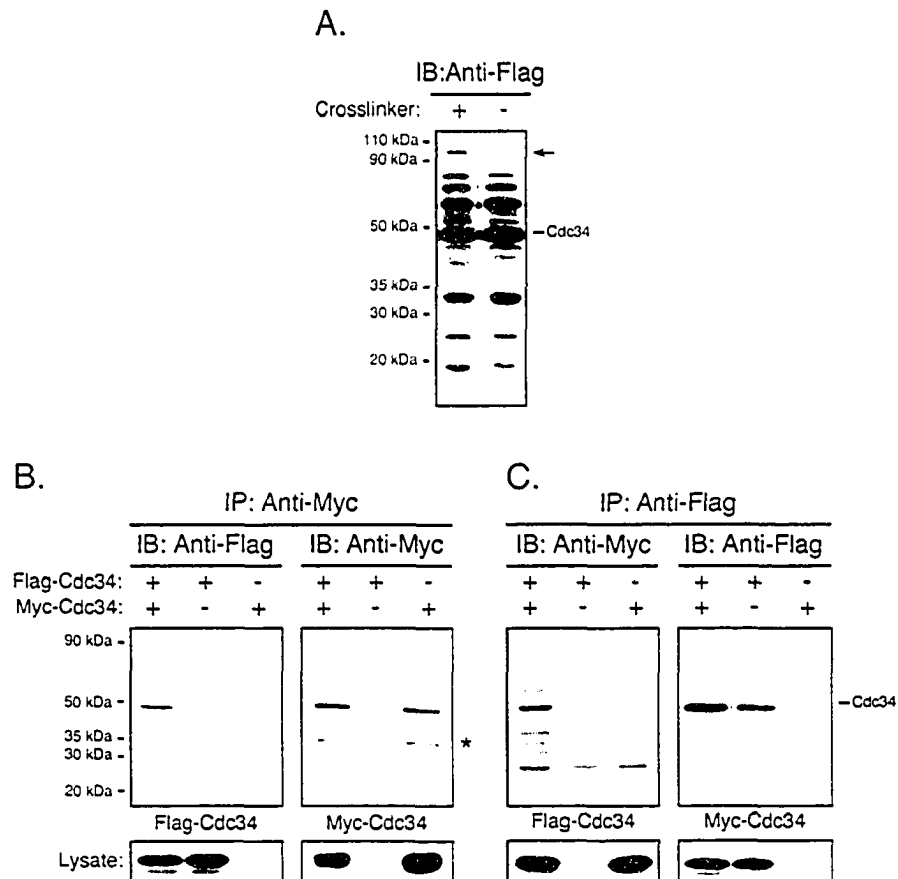 A.
IB:Anti-Flag
Crosslinker: + -
110 kDa
90 kDa
50 kDa
Cdc34
35 kDa
30 kDa
20 kDa
B.
IP: Anti-Myc
IB: Anti-Flag IB: Anti-Myc
Flag-Cdc34: + + - + + -
Myc-Cdc34: + - + + - +
90 kDa
50 kDa
35 kDa
30 kDa
20 kDa
*
Flag-Cdc34 Myc-Cdc34
Lysate:
C.
IP: Anti-Flag
IB: Anti-Myc IB: Anti-Flag
+ + - + + -
+ - + + - +
Cdc34
Flag-Cdc34 Myc-Cdc34